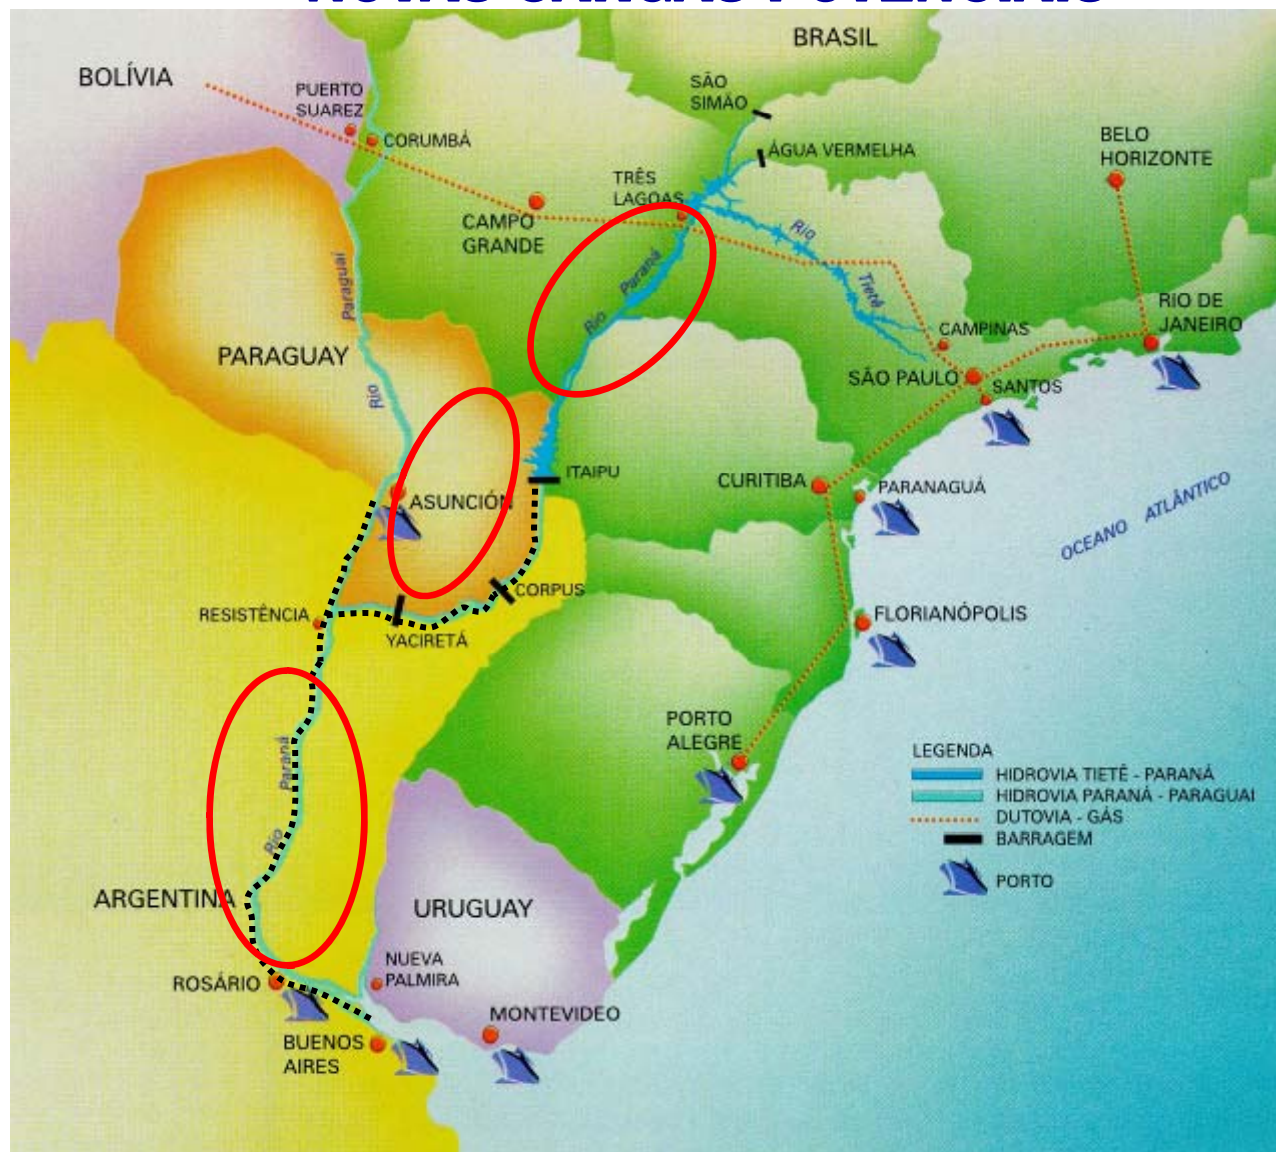 NOVAS CARGAS POTENCIAIS
BRASIL
BOLÍVIA
PUERTO
SUAREZ
CORUMBÁ
SÃO
SIMÃO
ÁGUA VERMELHA
BELO
HORIZONTE
TRÊS
LAGOAS
CAMPO
GRANDE
Rio
Paraná
Rio
Tietê
Rio
Paraguai
PARAGUAY
RIO DE
JANEIRO
CAMPINAS
SÃO PAULO
SANTOS
ITAIPU
CURITIBA
PARANAGUÁ
ASUNCIÓN
OCEANO ATLÂNTICO
CORPUS
RESISTÊNCIA
YACIRETÁ
FLORIANÓPOLIS
PORTO
ALEGRE
Rio
Paraná
LEGENDA
HIDROVIA TIETÊ - PARANÁ
HIDROVIA PARANÁ - PARAGUAI
DUTOVIA - GÁS
BARRAGEM
PORTO
ARGENTINA
URUGUAY
NUEVA
PALMIRA
ROSÁRIO
MONTEVIDEO
BUENOS
AIRES